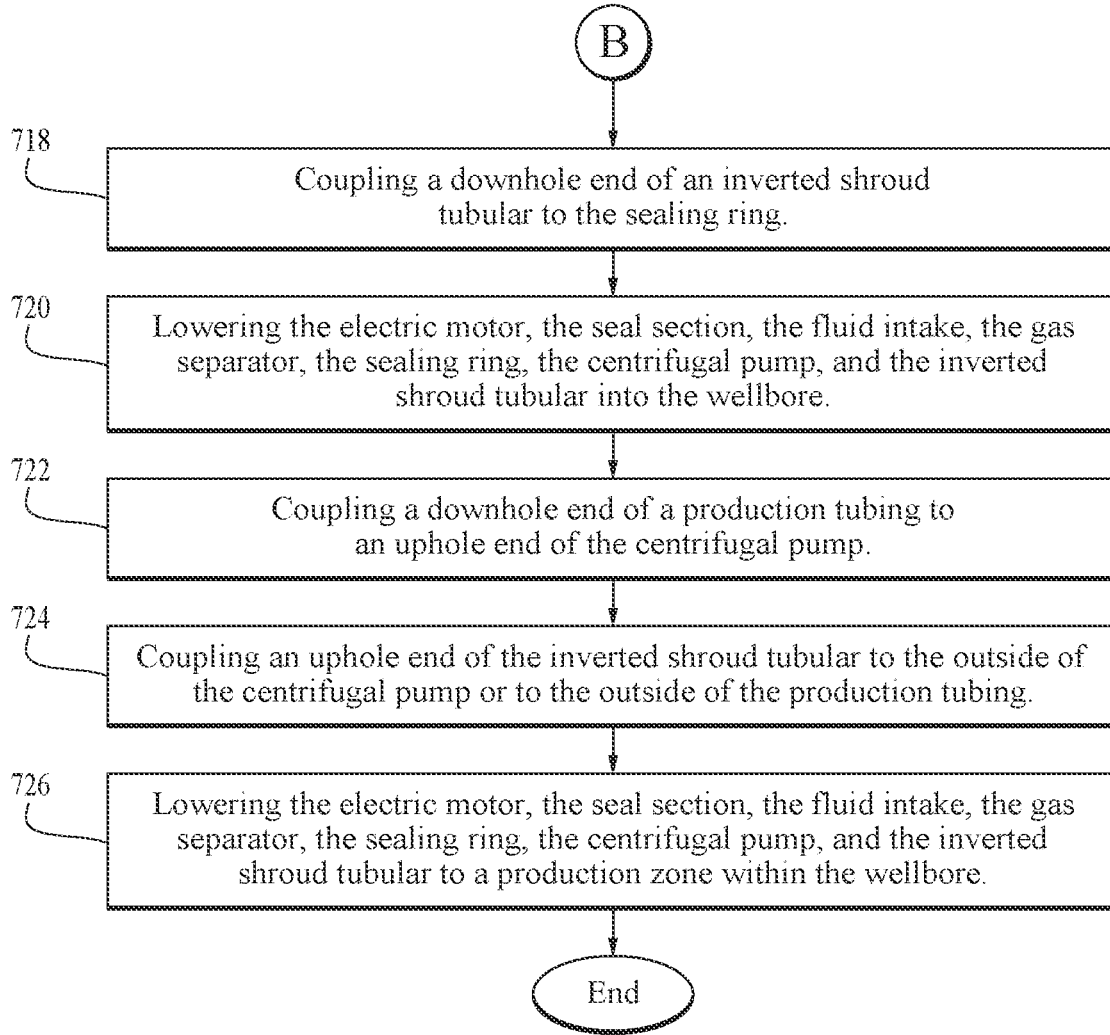 B
718
Coupling a downhole end of an inverted shroud
tubular to the sealing ring.
720
Lowering the electric motor, the seal section, the fluid intake, the gas
separator, the sealing ring, the centrifugal pump, and the inverted
shroud tubular into the wellbore.
722
Coupling a downhole end of a production tubing to
an uphole end of the centrifugal pump.
724
Coupling an uphole end of the inverted shroud tubular to the outside of
the centrifugal pump or to the outside of the production tubing.
726
Lowering the electric motor, the seal section, the fluid intake, the gas
separator, the sealing ring, the centrifugal pump, and the inverted
shroud tubular to a production zone within the wellbore.
End